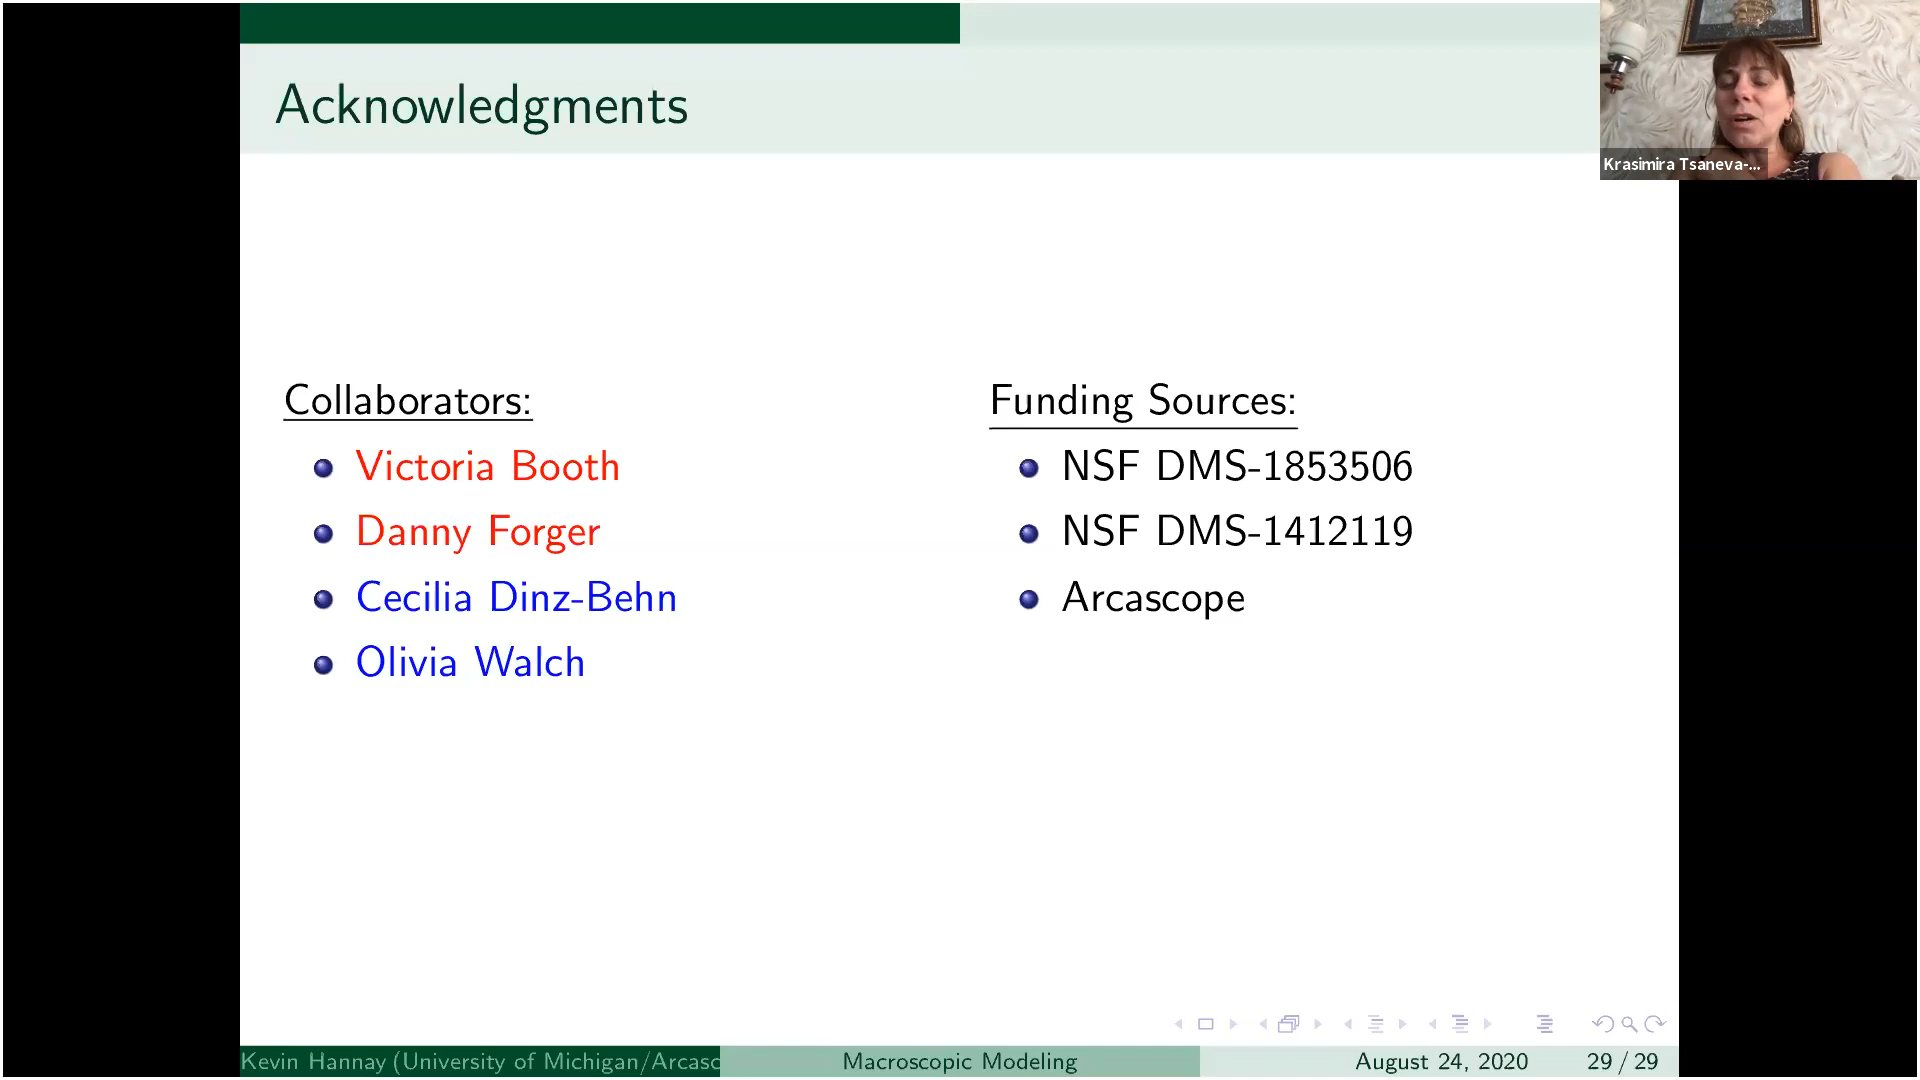 Acknowledgments
Krasimira Tsaneva-...
Collaborators:
Victoria Booth
Danny Forger
Cecilia Dinz-Behn
Olivia Walch
Funding Sources:
NSF DMS-1853506
NSF DMS-1412119
Arcascope
Kevin Hannay (University of Michigan/Arcasc
Macroscopic Modeling
August 24, 2020
29 / 29